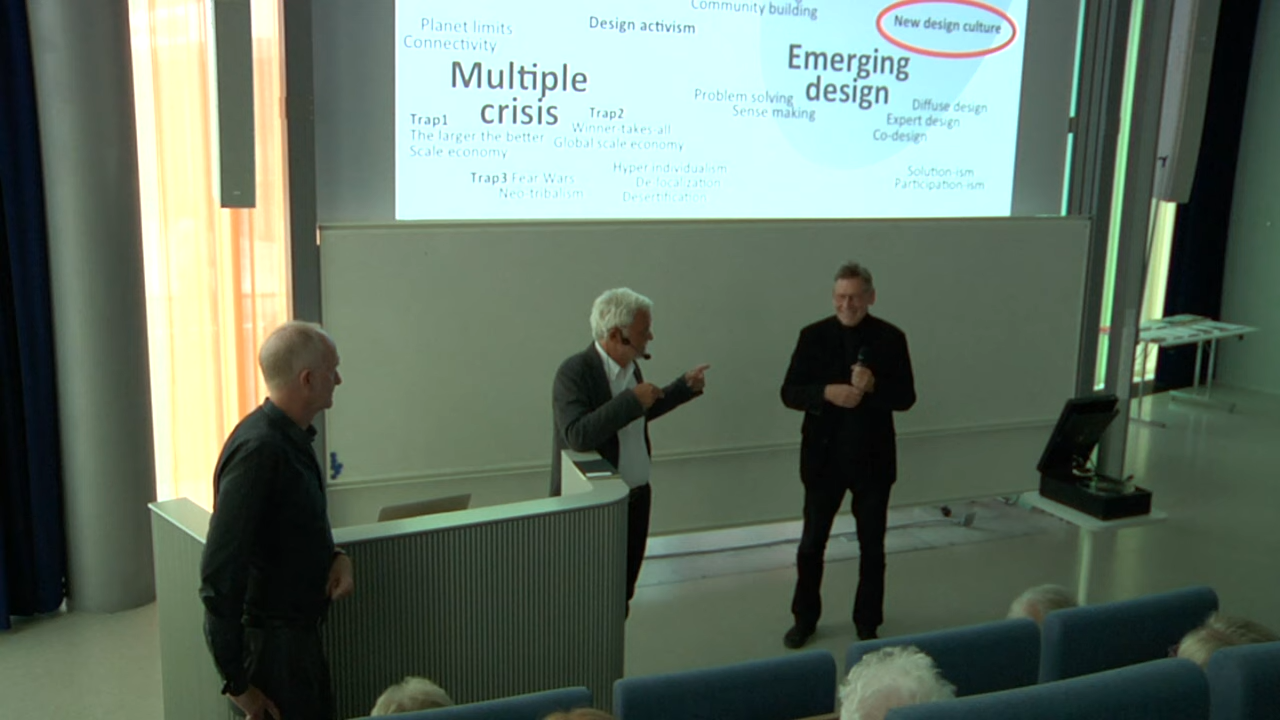 Community building
Planet limits
Connectivity
Design activism
New design culture
Multiple
crisis
Emerging
design
Problem solving
Sense making
Diffuse design
Expert design
Co-design
Trap1
The larger the better
Scale economy
Trap2
Winner-takes-all
Global scale economy
Trap3 Fear Wars
Neo-tribalism
Hyper individualism
De-localization
Desertification
Solution-ism
Participation-ism